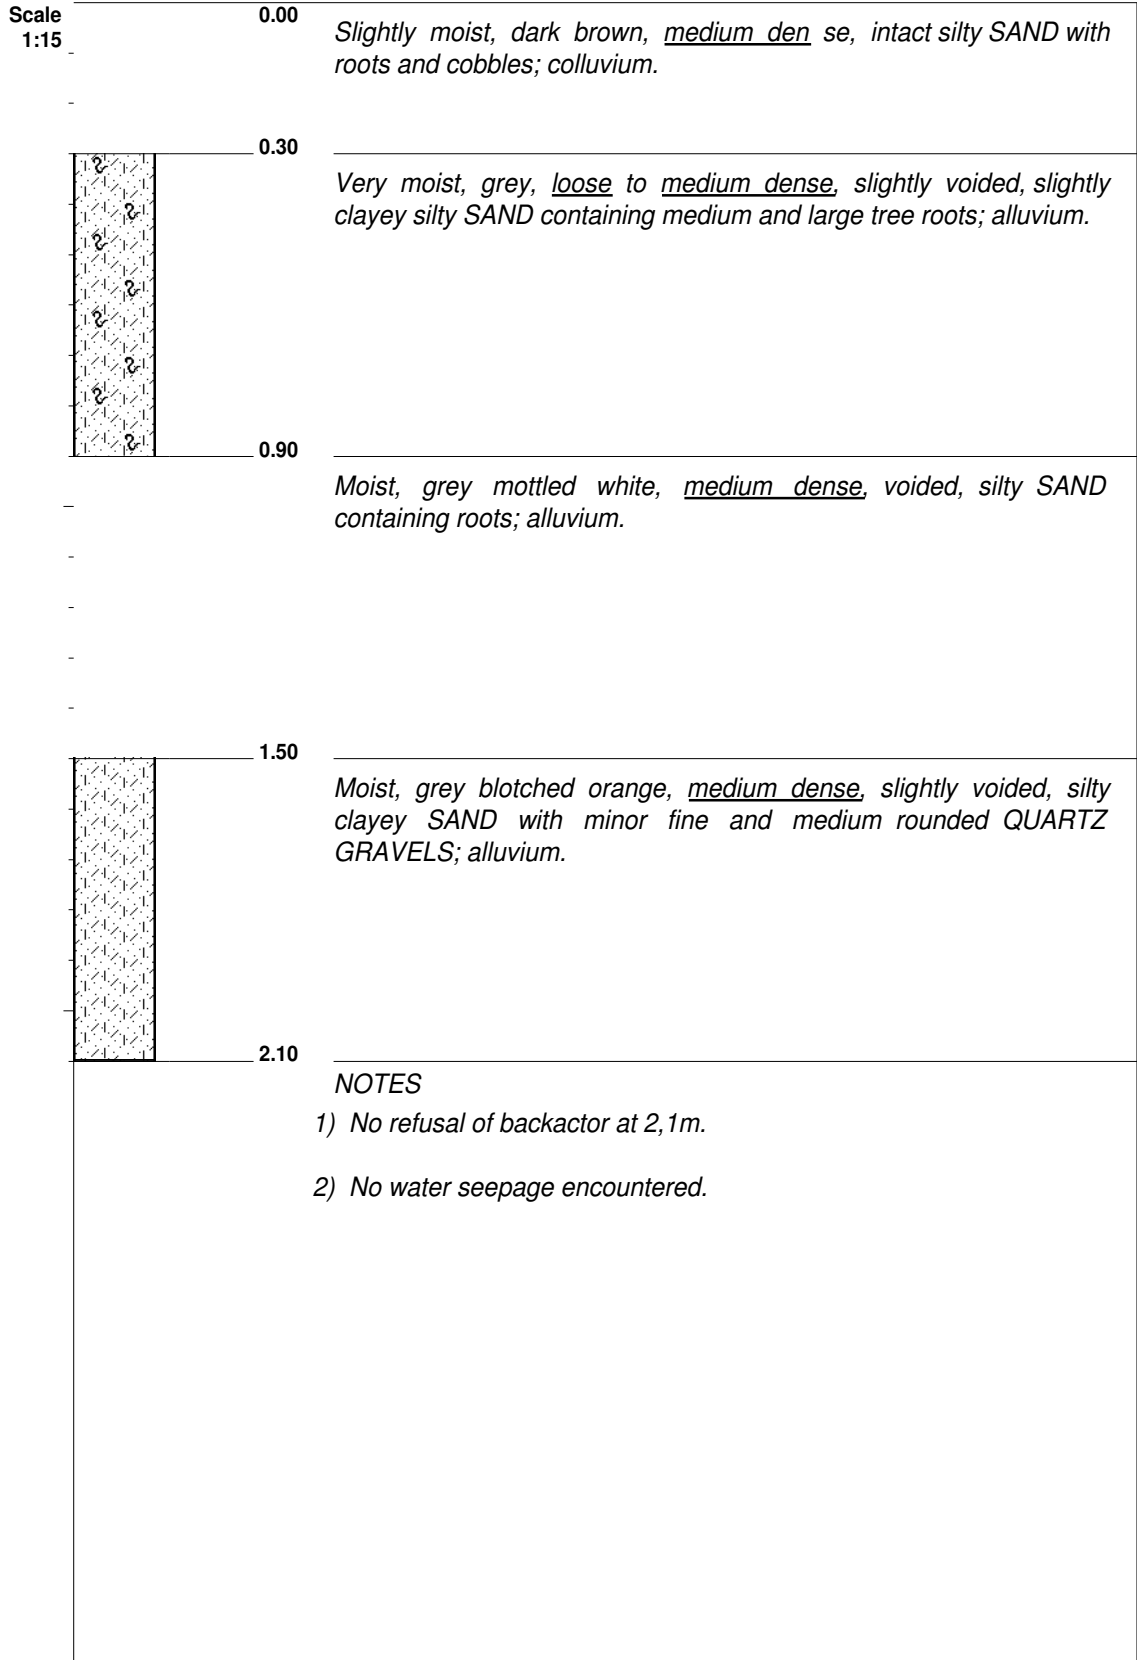 Scale
1:15
0.00
Slightly moist, dark brown, medium den se, intact silty SAND with
roots and cobbles; colluvium.
0.30
Very moist, grey, loose to medium dense, slightly voided, slightly
clayey silty SAND containing medium and large tree roots; alluvium.
0.90
Moist, grey mottled white, medium dense, voided, silty SAND
containing roots; alluvium.
1.50
Moist, grey blotched orange, medium dense, slightly voided, silty
clayey SAND with minor fine and medium rounded QUARTZ
GRAVELS; alluvium.
2.10
NOTES
1) No refusal of backactor at 2,1m.
2) No water seepage encountered.